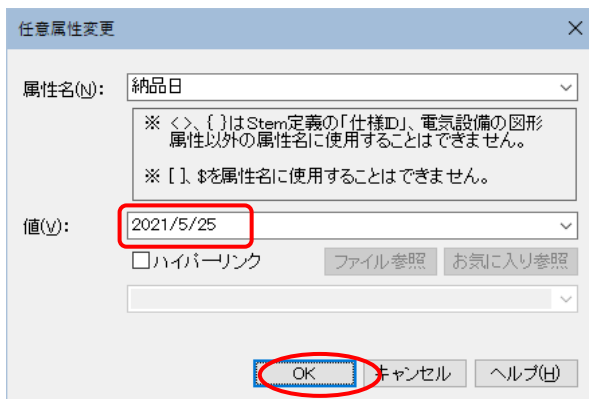 任意属性変更
属性名(N):
納品日
※ <>、{ }はStem定義の「仕様ID」、電気設備の図形
属性以外の属性名に使用することはできません。
※ [ ]、$を属性名に使用することはできません。
値(V):
2021/5/25
ハイパーリンク
ファイル参照
お気に入り参照
OK
キャンセル
ヘルプ(H)